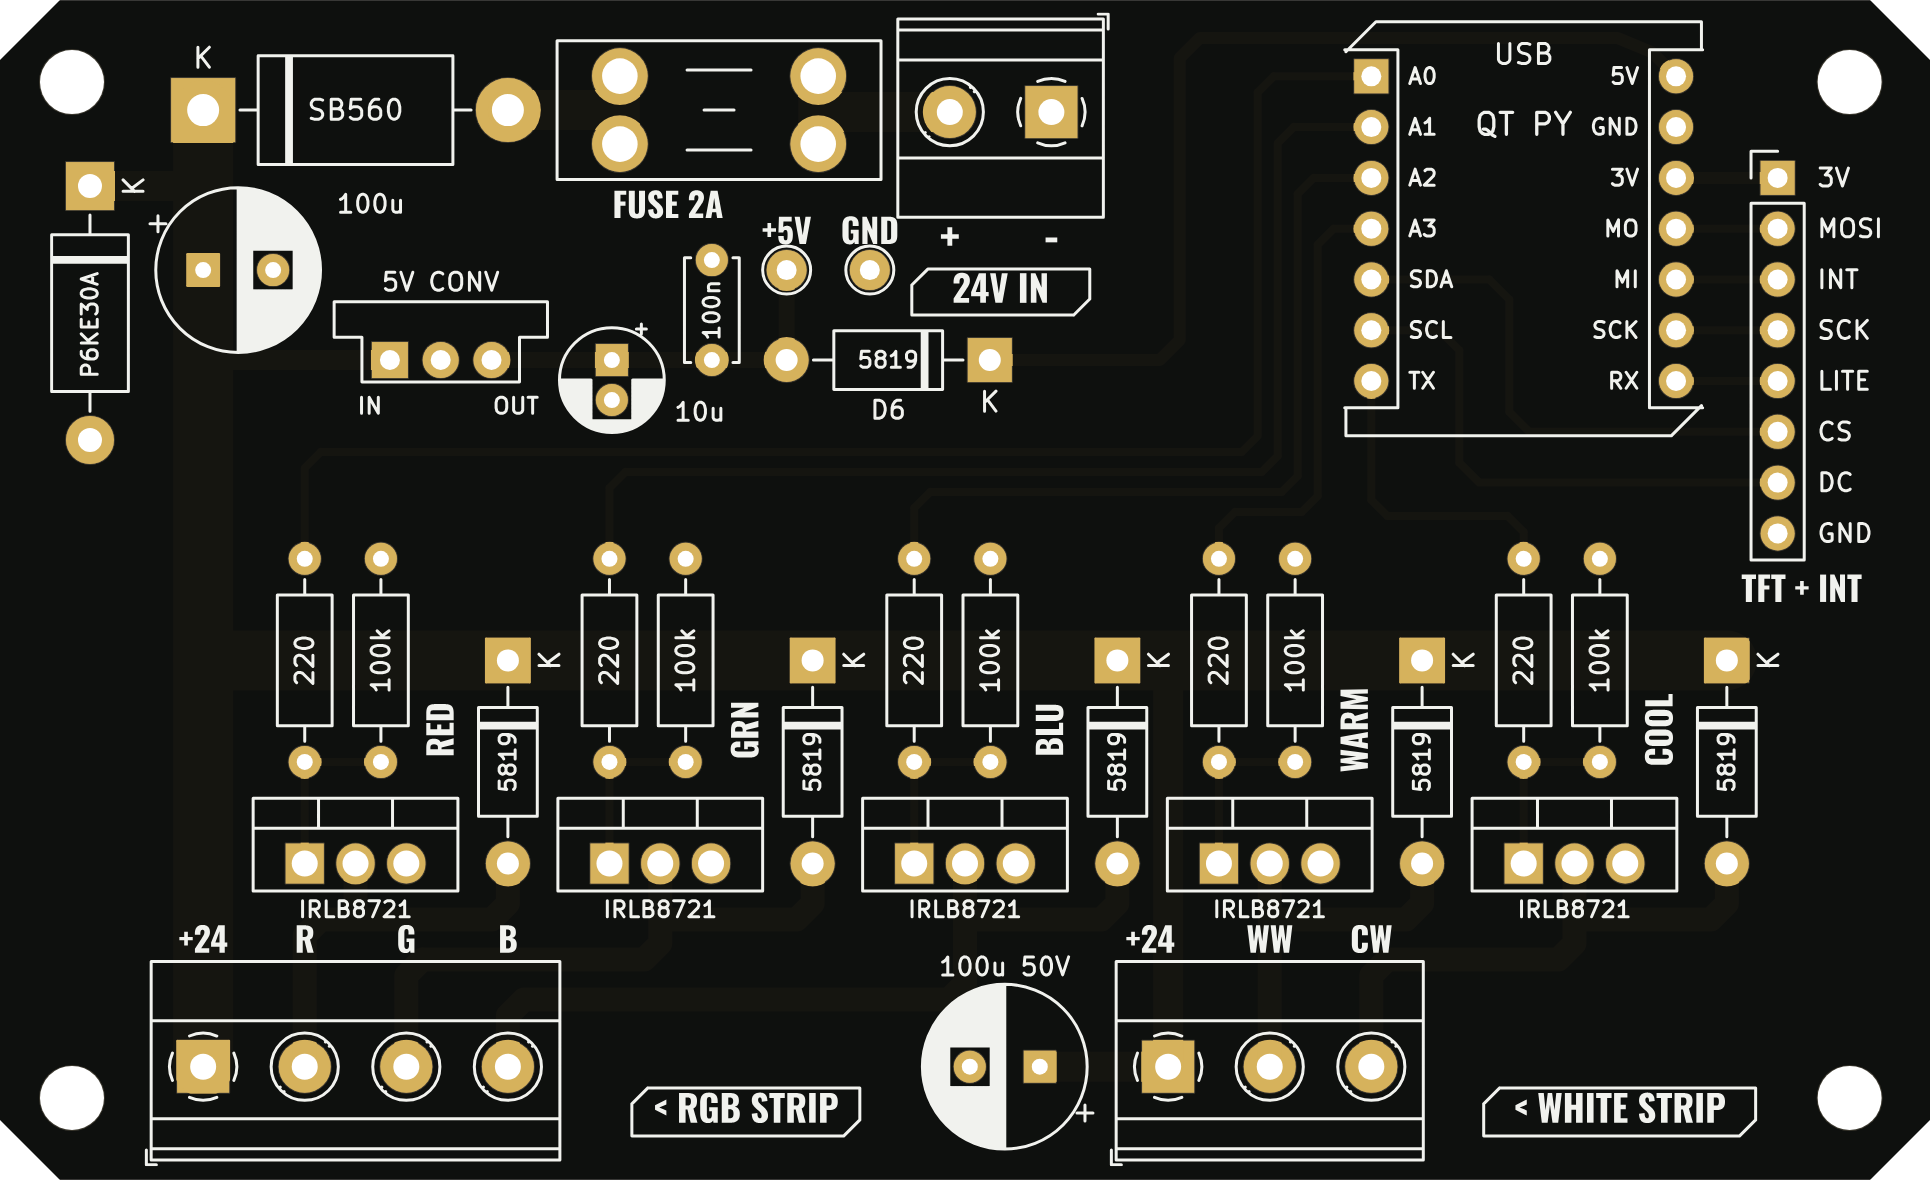 K
SB560
K
P6KE30A
+
100u
FUSE 2A
+5V
GND
+
-
24V IN
5V CONV
IN
OUT
+
10u
100n
5819
D6
K
USB
QT PY
A0
A1
A2
A3
SDA
SCL
TX
5V
GND
3V
MO
MI
SCK
RX
3V
MOSI
INT
SCK
LITE
CS
DC
GND
TFT + INT
220
100k
RED
K
5819
IRLB8721
220
100k
GRN
K
5819
IRLB8721
220
100k
BLU
K
5819
IRLB8721
220
100k
WARM
K
5819
IRLB8721
220
100k
COOL
K
5819
IRLB8721
+24
R
G
B
< RGB STRIP
100u 50V
+
+24
WW
CW
< WHITE STRIP